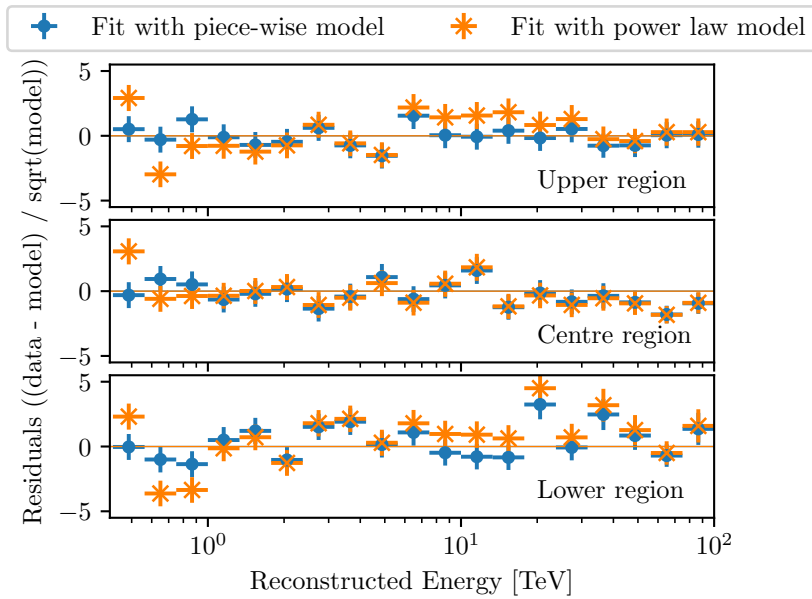 Fit with piece-wise model
Fit with power law model
Residuals ((data - model) / sqrt(model))
5
0
−5
Upper region
5
0
−5
Centre region
5
0
−5
Lower region
10^0
10^1
10^2
Reconstructed Energy [TeV]